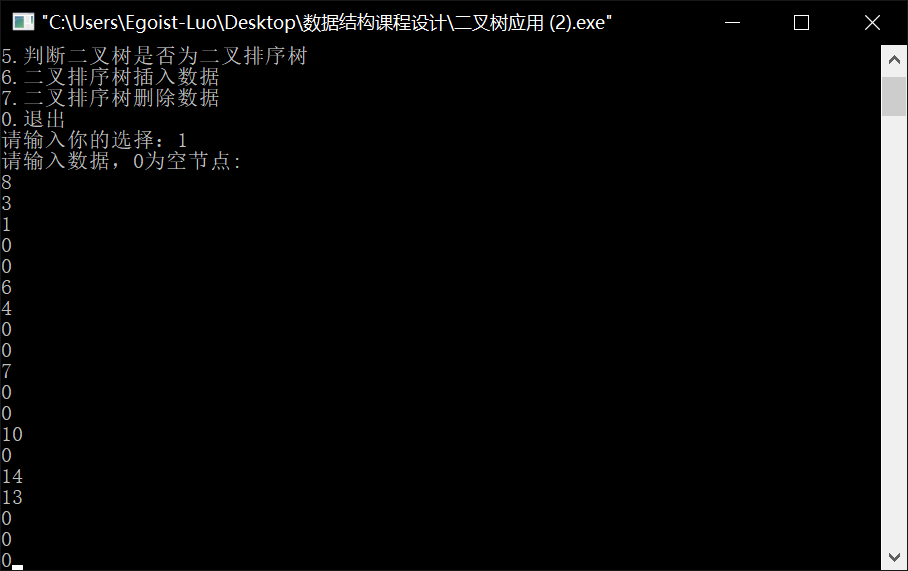 "C:\Users\Egoist-Luo\Desktop\数据结构课程设计\二叉树应用 (2).exe"
5.判断二叉树是否为二叉排序树
6.二叉排序树插入数据
7.二叉排序树删除数据
0.退出
请输入你的选择：1
请输入数据，0为空节点:
8
3
1
0
0
6
4
0
0
7
0
0
10
0
14
13
0
0
0